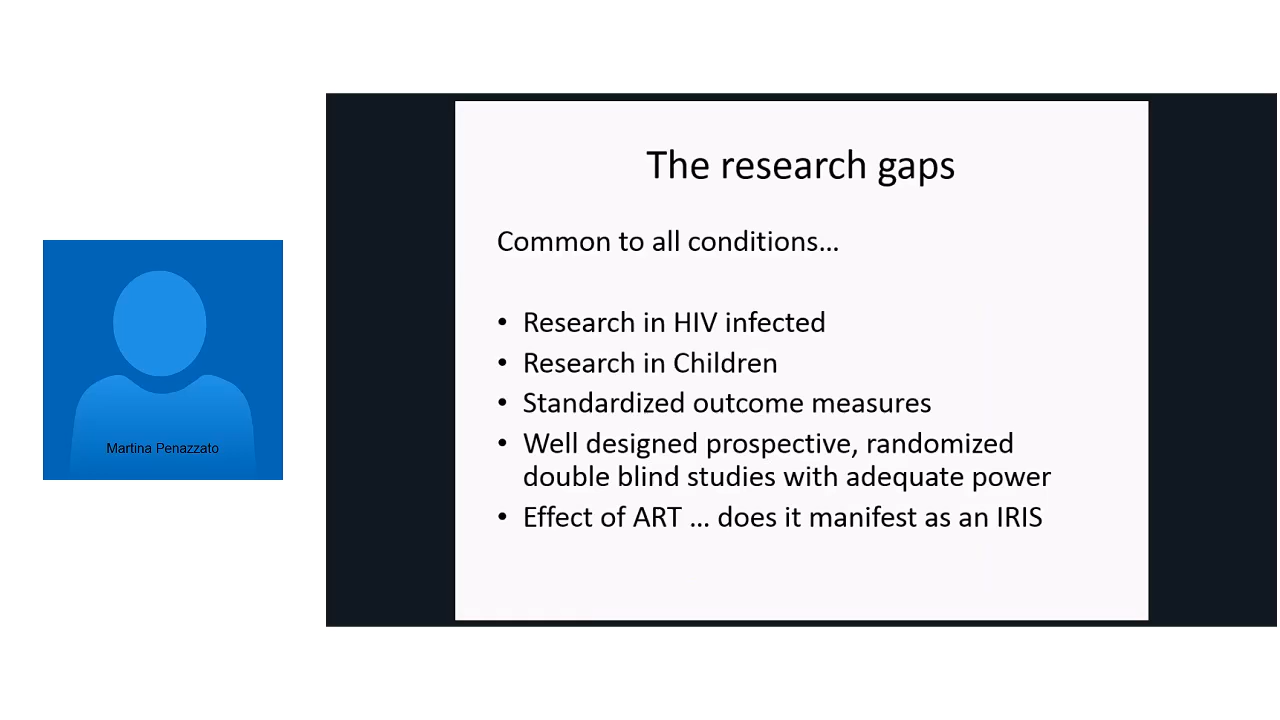 The research gaps
Common to all conditions...
• Research in HIV infected
• Research in Children
• Standardized outcome measures
• Well designed prospective, randomized
double blind studies with adequate power
• Effect of ART ... does it manifest as an IRIS
Martina Penazzato